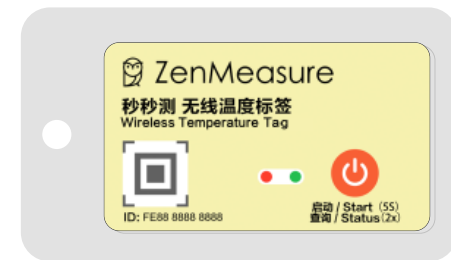 ZenMeasure
秒秒测 无线温度标签
Wireless Temperature Tag
ID: FE88 8888 8888
启动 / Start（5S）
查询 / Status（2x）